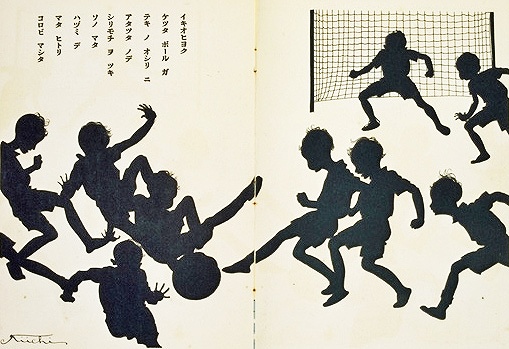 イキオヒヨク
ケツタ ボール ガ
テキ ノ オシリ ニ
アタツタ ノデ
シリモチ ヲ ツキ
ソノ マタ
ハヅミ デ
マタ ヒトリ
コロビ マシタ